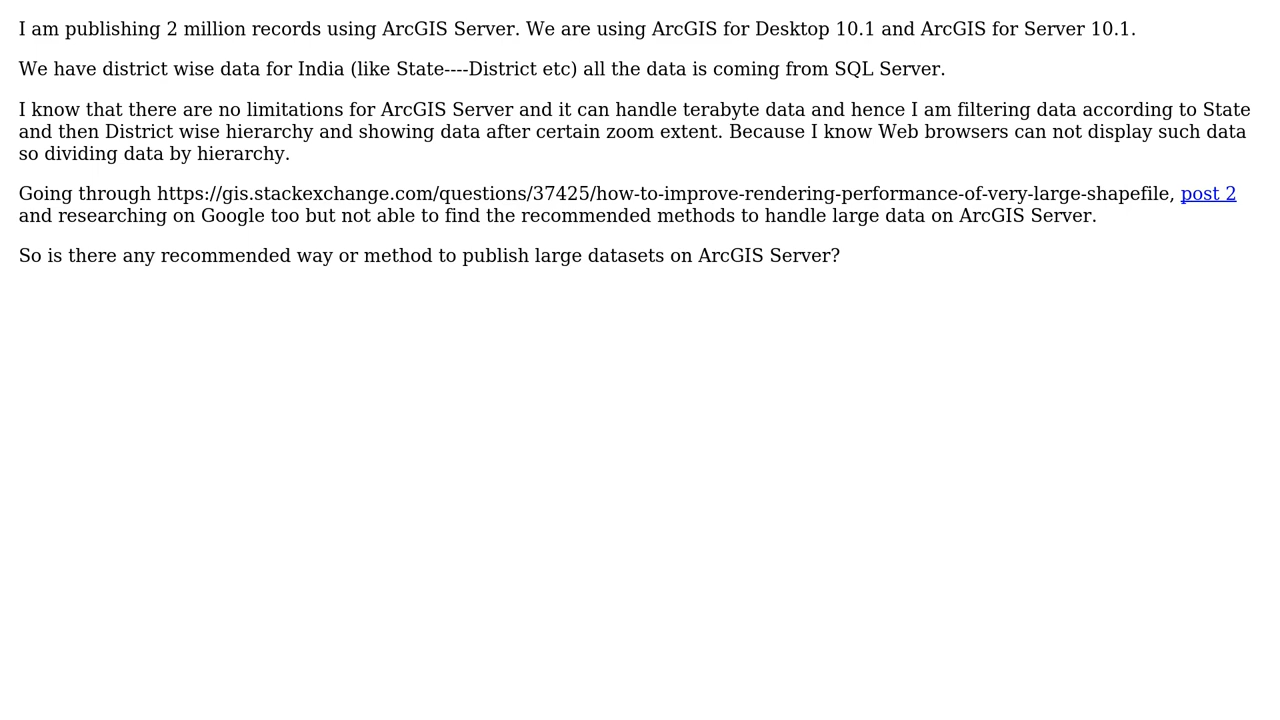 I am publishing 2 million records using ArcGIS Server. We are using ArcGIS for Desktop 10.1 and ArcGIS for Server 10.1.
We have district wise data for India (like State----District etc) all the data is coming from SQL Server.
I know that there are no limitations for ArcGIS Server and it can handle terabyte data and hence I am filtering data according to State
and then District wise hierarchy and showing data after certain zoom extent. Because I know Web browsers can not display such data
so dividing data by hierarchy.
Going through https://gis.stackexchange.com/questions/37425/how-to-improve-rendering-performance-of-very-large-shapefile, post 2
and researching on Google too but not able to find the recommended methods to handle large data on ArcGIS Server.
So is there any recommended way or method to publish large datasets on ArcGIS Server?